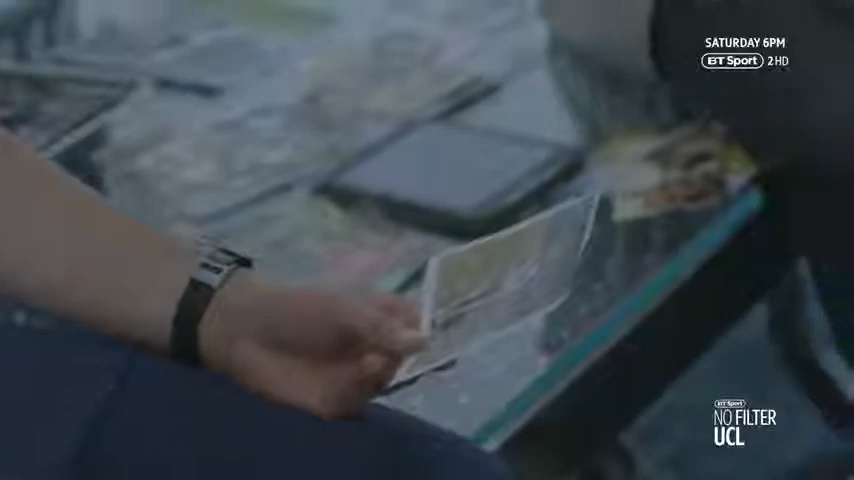 SATURDAY 6PM
BT Sport 2HD
BT Sport
NO FILTER
UCL